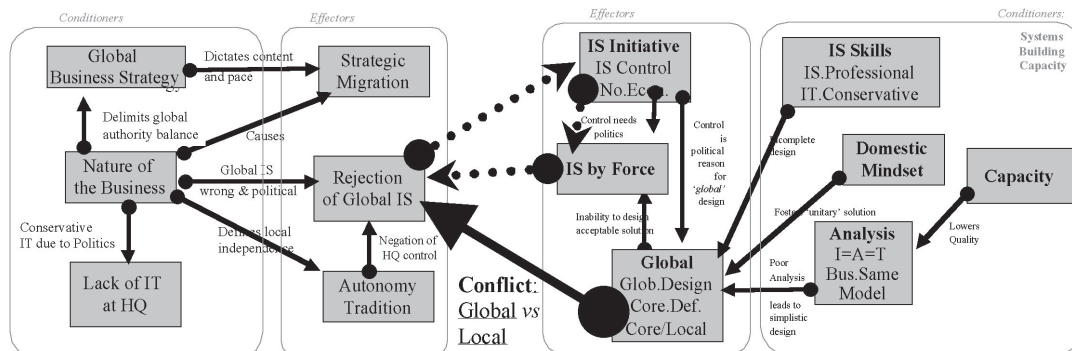 Conditioners
Effectors
Effectors
Conditioners:
Systems
Building
Capacity
Global
Business Strategy
Dictates content
and pace
Strategic
Migration
Delimits global
authority balance
Causes
Nature of
the Business
Global IS
wrong & political
Rejection
of Global IS
Conservative
IT due to Politics
Defines local
independence
Negation of
HQ control
Lack of IT
at HQ
Autonomy
Tradition
Conflict:
Global vs
Local
IS Initiative
IS Control
No.Econ.
Control needs
politics
IS by Force
Control
is
political
reason
for
‘global’
design
Inability to design
acceptable solution
Global
Glob.Design
Core.Def.
Core/Local
IS Skills
IS.Professional
IT.Conservative
Incomplete
design
Domestic
Mindset
Capacity
Fosters ‘unitary’ solution
Lowers
Quality
Analysis
I=A=T
Bus.Same
Model
Poor
Analysis
leads to
simplistic
design